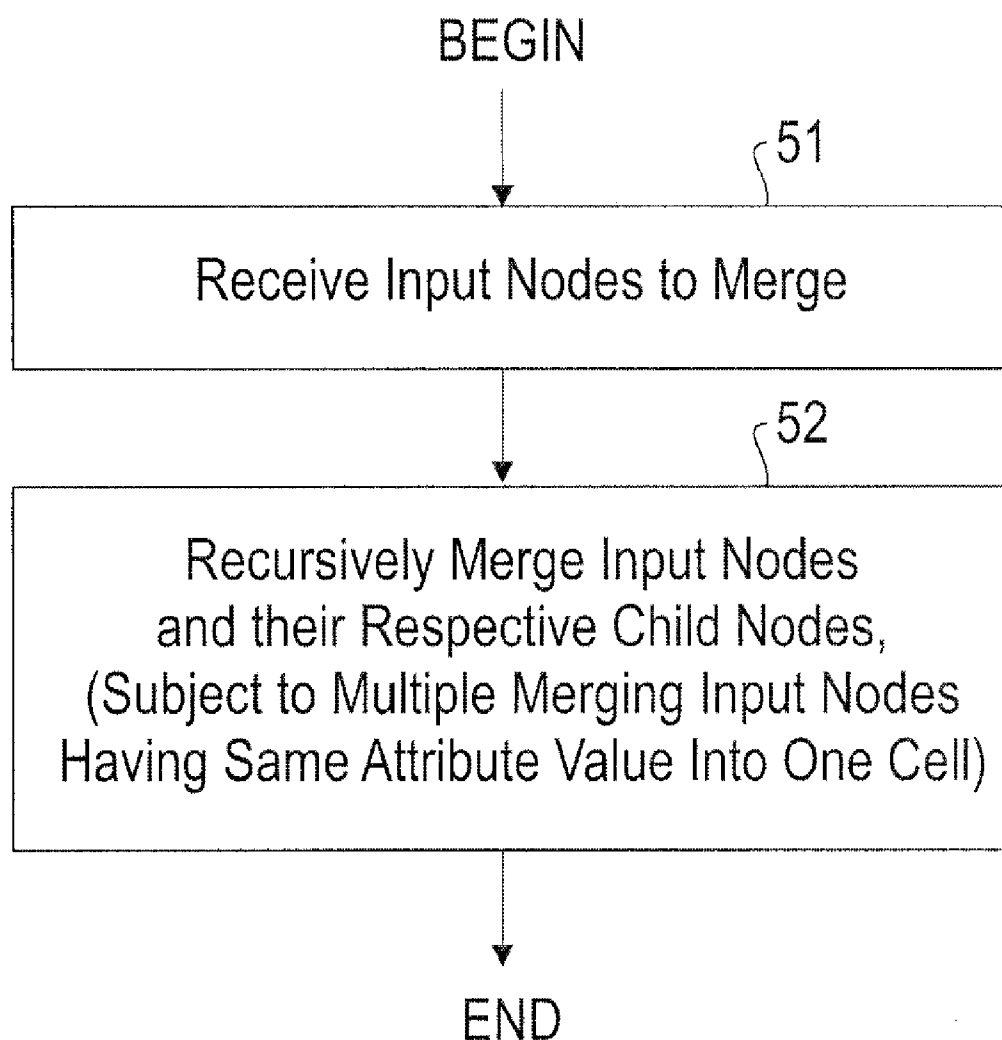 BEGIN
51
Receive Input Nodes to Merge
52
Recursively Merge Input Nodes
and their Respective Child Nodes,
(Subject to Multiple Merging Input Nodes
Having Same Attribute Value Into One Cell)
END